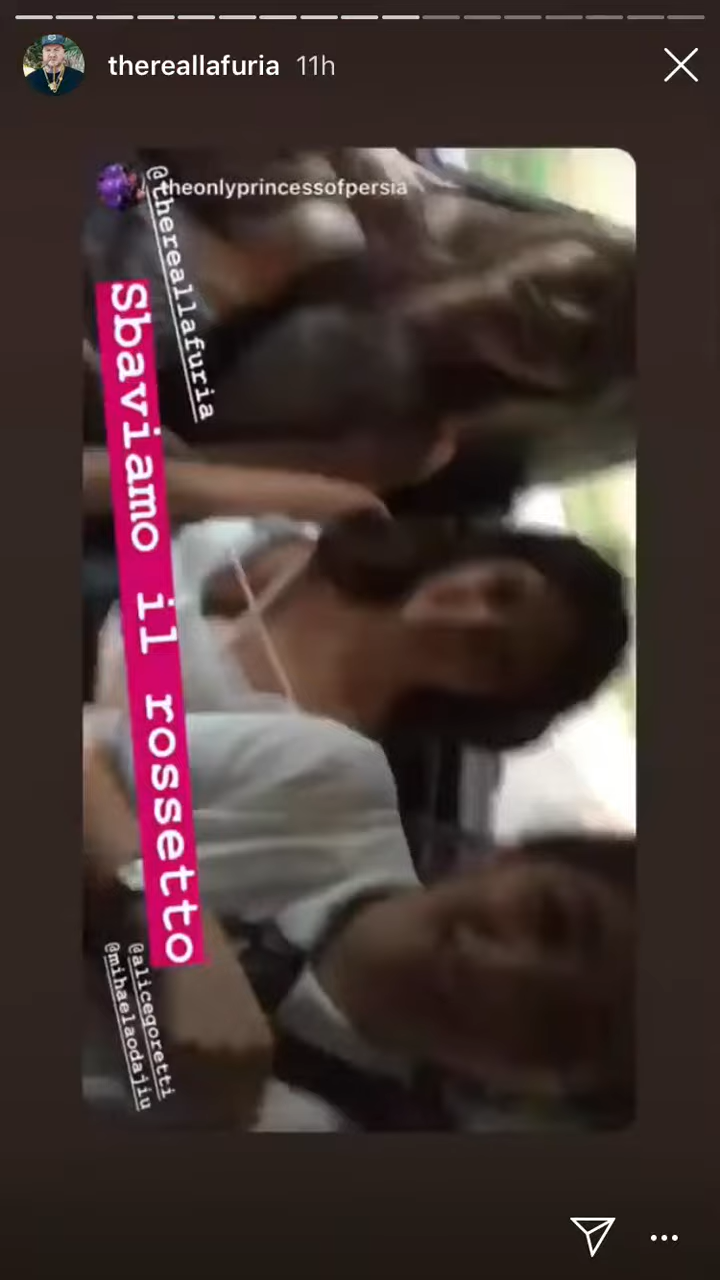 thereallafuria 11h
theonlyprincessofpersia
@thereallafuria
Sbaviamo il rossetto
@alicegoretti
@mihaelaodajiu